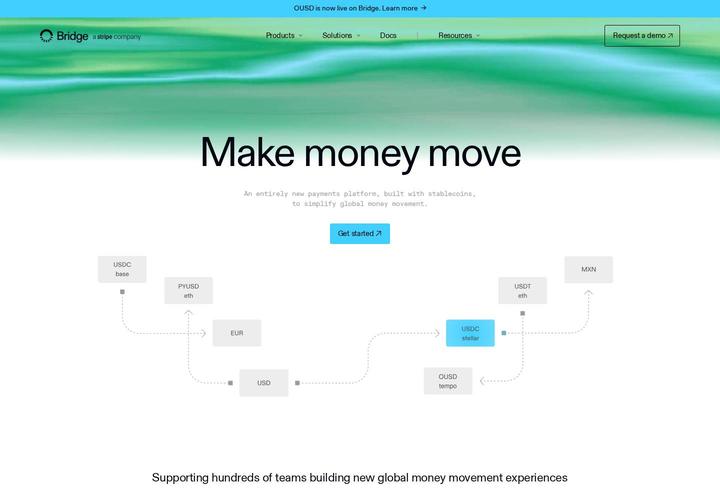 OUSD is now live on Bridge. Learn more →
Bridge a stripe company
Products
Solutions
Docs
Resources
Request a demo ↗
Make money move
An entirely new payments platform, built with stablecoins,
to simplify global money movement.
Get started ↗
USDC
base
PYUSD
eth
EUR
USD
USDC
stellar
USDT
eth
MXN
OUSD
tempo
Supporting hundreds of teams building new global money movement experiences